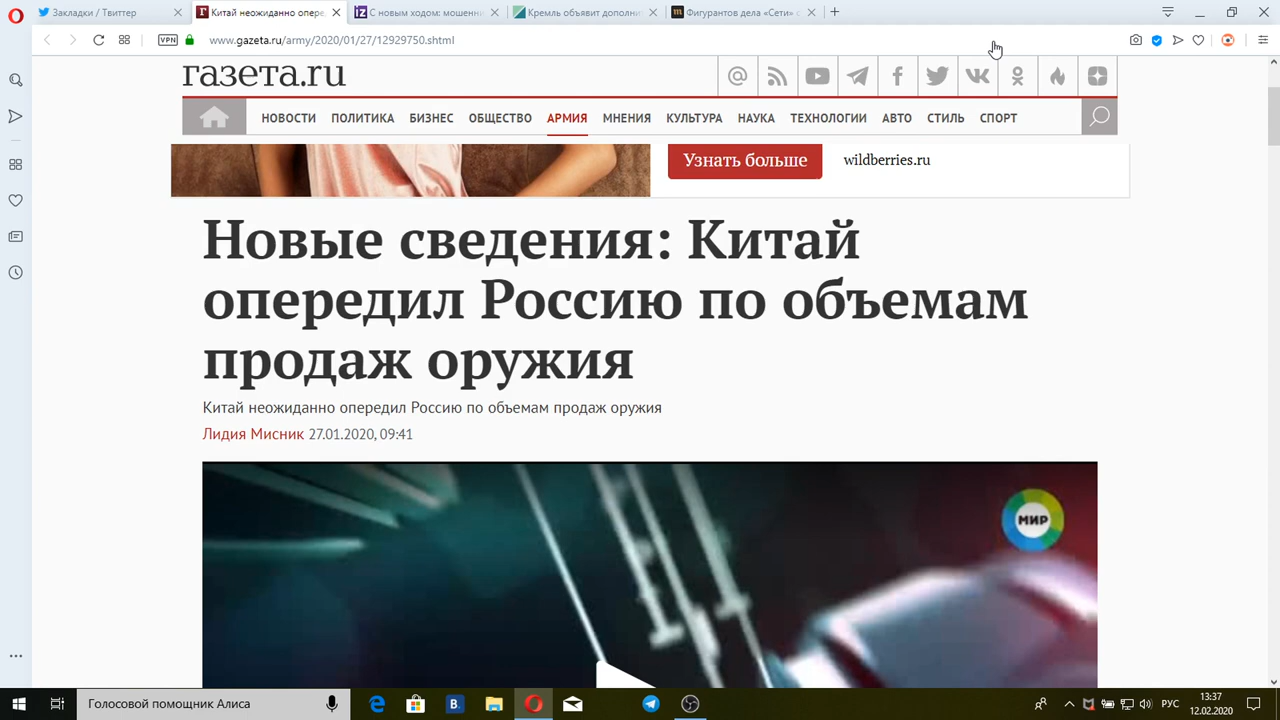 Закладки / Твиттер
Китай неожиданно опере
С новым ходом: мошенн
Кремль объявит дополни
Фигурантов дела «Сети» с
VPN
www.gazeta.ru/army/2020/01/27/12929750.shtml
газета.ru
НОВОСТИ ПОЛИТИКА БИЗНЕС ОБЩЕСТВО АРМИЯ МНЕНИЯ КУЛЬТУРА НАУКА ТЕХНОЛОГИИ АВТО СТИЛЬ СПОРТ
Узнать больше
wildberries.ru
Новые сведения: Китай
опередил Россию по объемам
продаж оружия
Китай неожиданно опередил Россию по объемам продаж оружия
Лидия Мисник 27.01.2020, 09:41
МИР
Голосовой помощник Алиса
РУС
13:37
12.02.2020